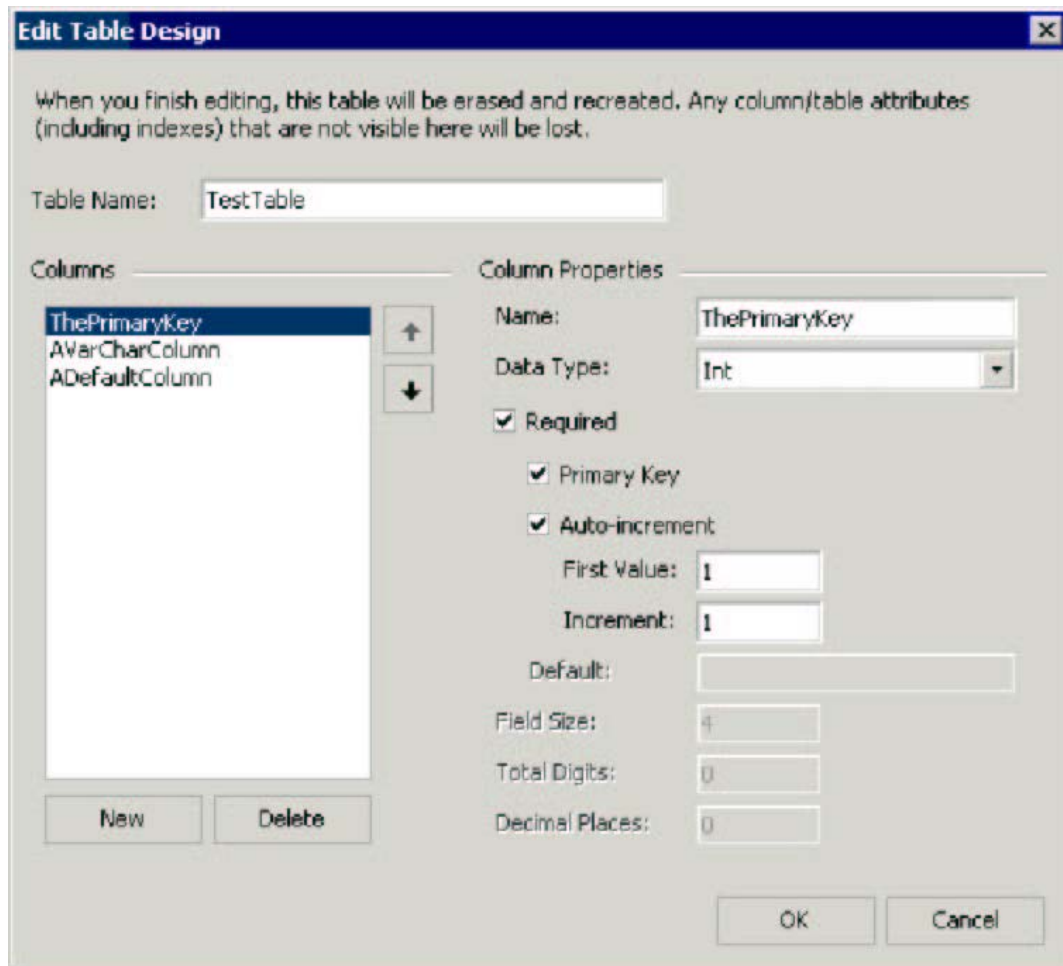 Edit Table Design
When you finish editing, this table will be erased and recreated. Any column/table attributes
(including indexes) that are not visible here will be lost.
Table Name: TestTable
Columns
ThePrimaryKey
AVarCharColumn
ADefaultColumn
New Delete
Column Properties
Name: ThePrimaryKey
Data Type: Int
Required
Primary Key
Auto-increment
First Value: 1
Increment: 1
Default:
Field Size: 4
Total Digits: 0
Decimal Places: 0
OK Cancel